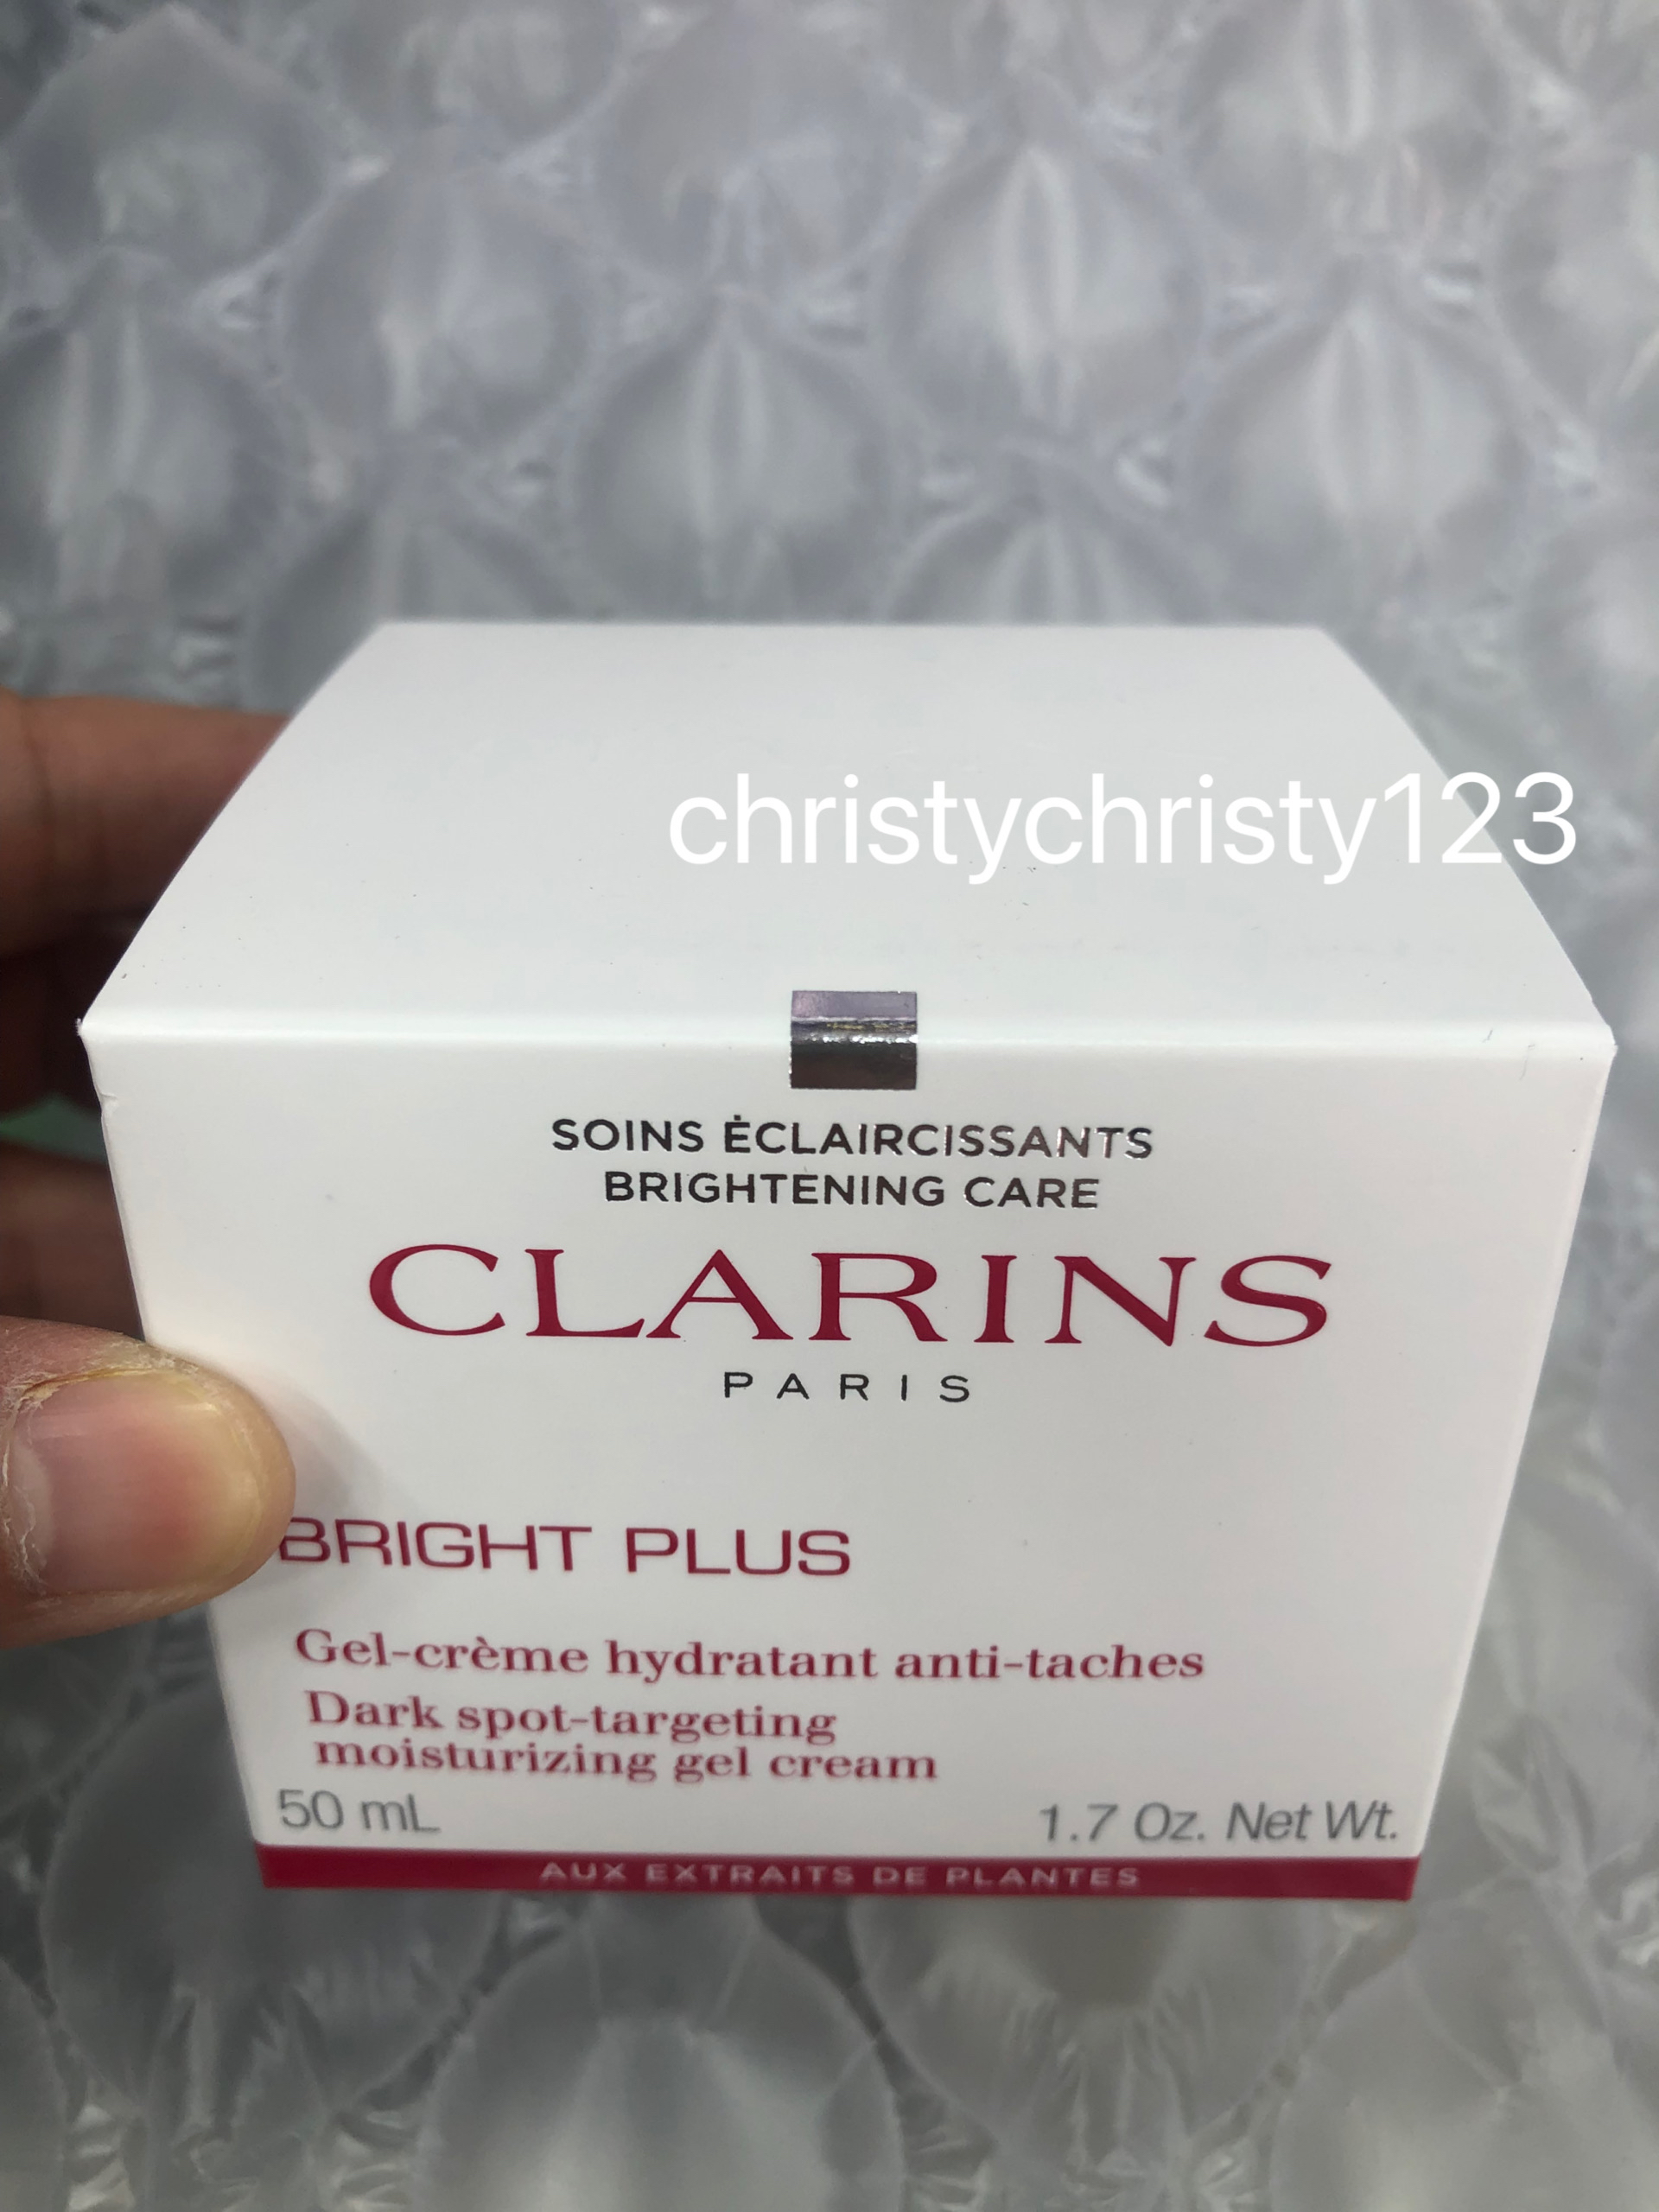 christychristy123
SOINS ÉCLAIRCISSANTS
BRIGHTENING CARE
CLARINS
PARIS
BRIGHT PLUS
Gel-crème hydratant anti-taches
Dark spot-targeting
moisturizing gel cream
50 mL 1.7 Oz. Net Wt.
AUX EXTRAITS DE PLANTES